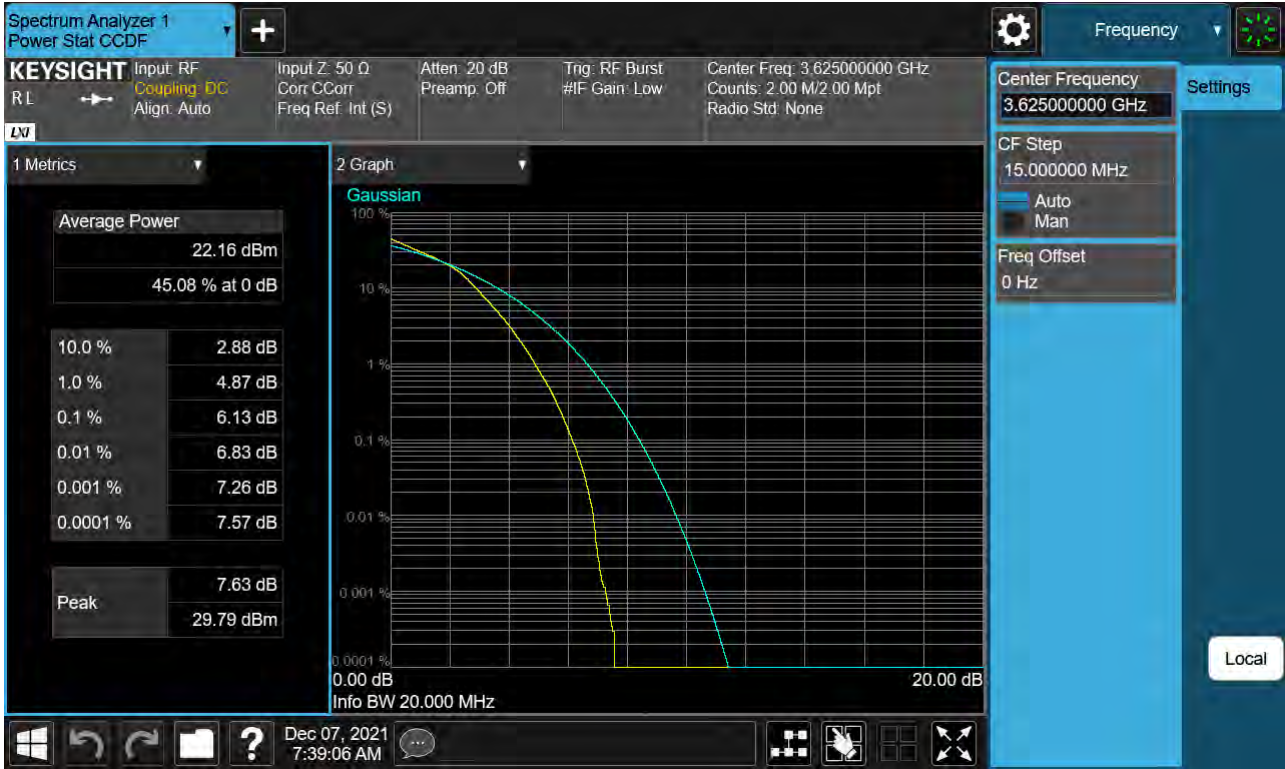 Spectrum Analyzer 1
Power Stat CCDF
+
Frequency
KEYSIGHT
R L
LXI
Input: RF
Coupling: DC
Align: Auto
Input Z: 50 Ω
Corr CCorr
Freq Ref: Int (S)
Atten: 20 dB
Preamp: Off
Trig: RF Burst
#IF Gain: Low
Center Freq: 3.625000000 GHz
Counts: 2.00 M/2.00 Mpt
Radio Std: None
Center Frequency
3.625000000 GHz
Settings
CF Step
15.000000 MHz
Auto
Man
Freq Offset
0 Hz
Local
1 Metrics
Average Power
22.16 dBm
45.08 % at 0 dB
10.0 % 2.88 dB
1.0 % 4.87 dB
0.1 % 6.13 dB
0.01 % 6.83 dB
0.001 % 7.26 dB
0.0001 % 7.57 dB
Peak
7.63 dB
29.79 dBm
2 Graph
Gaussian
100 %
10 %
1 %
0.1 %
0.01 %
0.001 %
0.0001 %
0.00 dB 20.00 dB
Info BW 20.000 MHz
?
Dec 07, 2021
7:39:06 AM